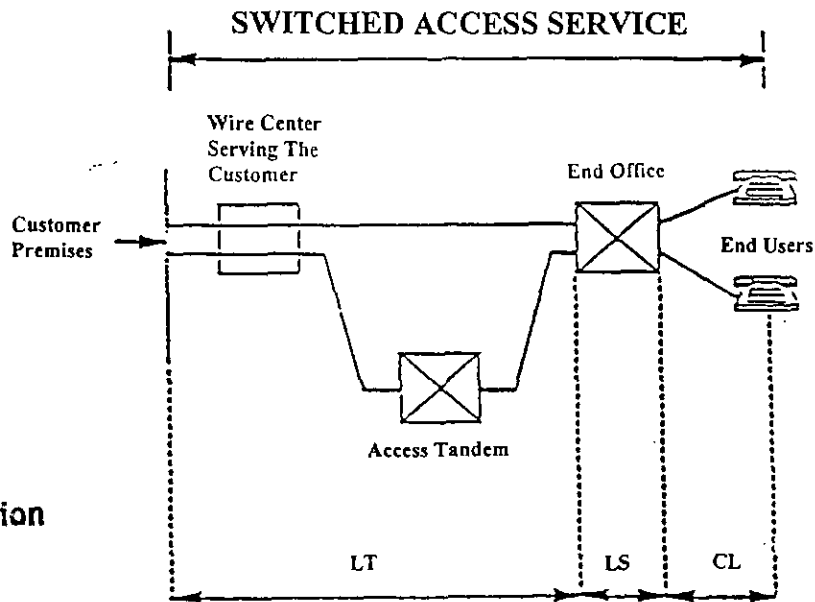 SWITCHED ACCESS SERVICE
Wire Center
Serving The
Customer
End Office
Customer
Premises
End Users
Access Tandem
ion
LT
LS
CL